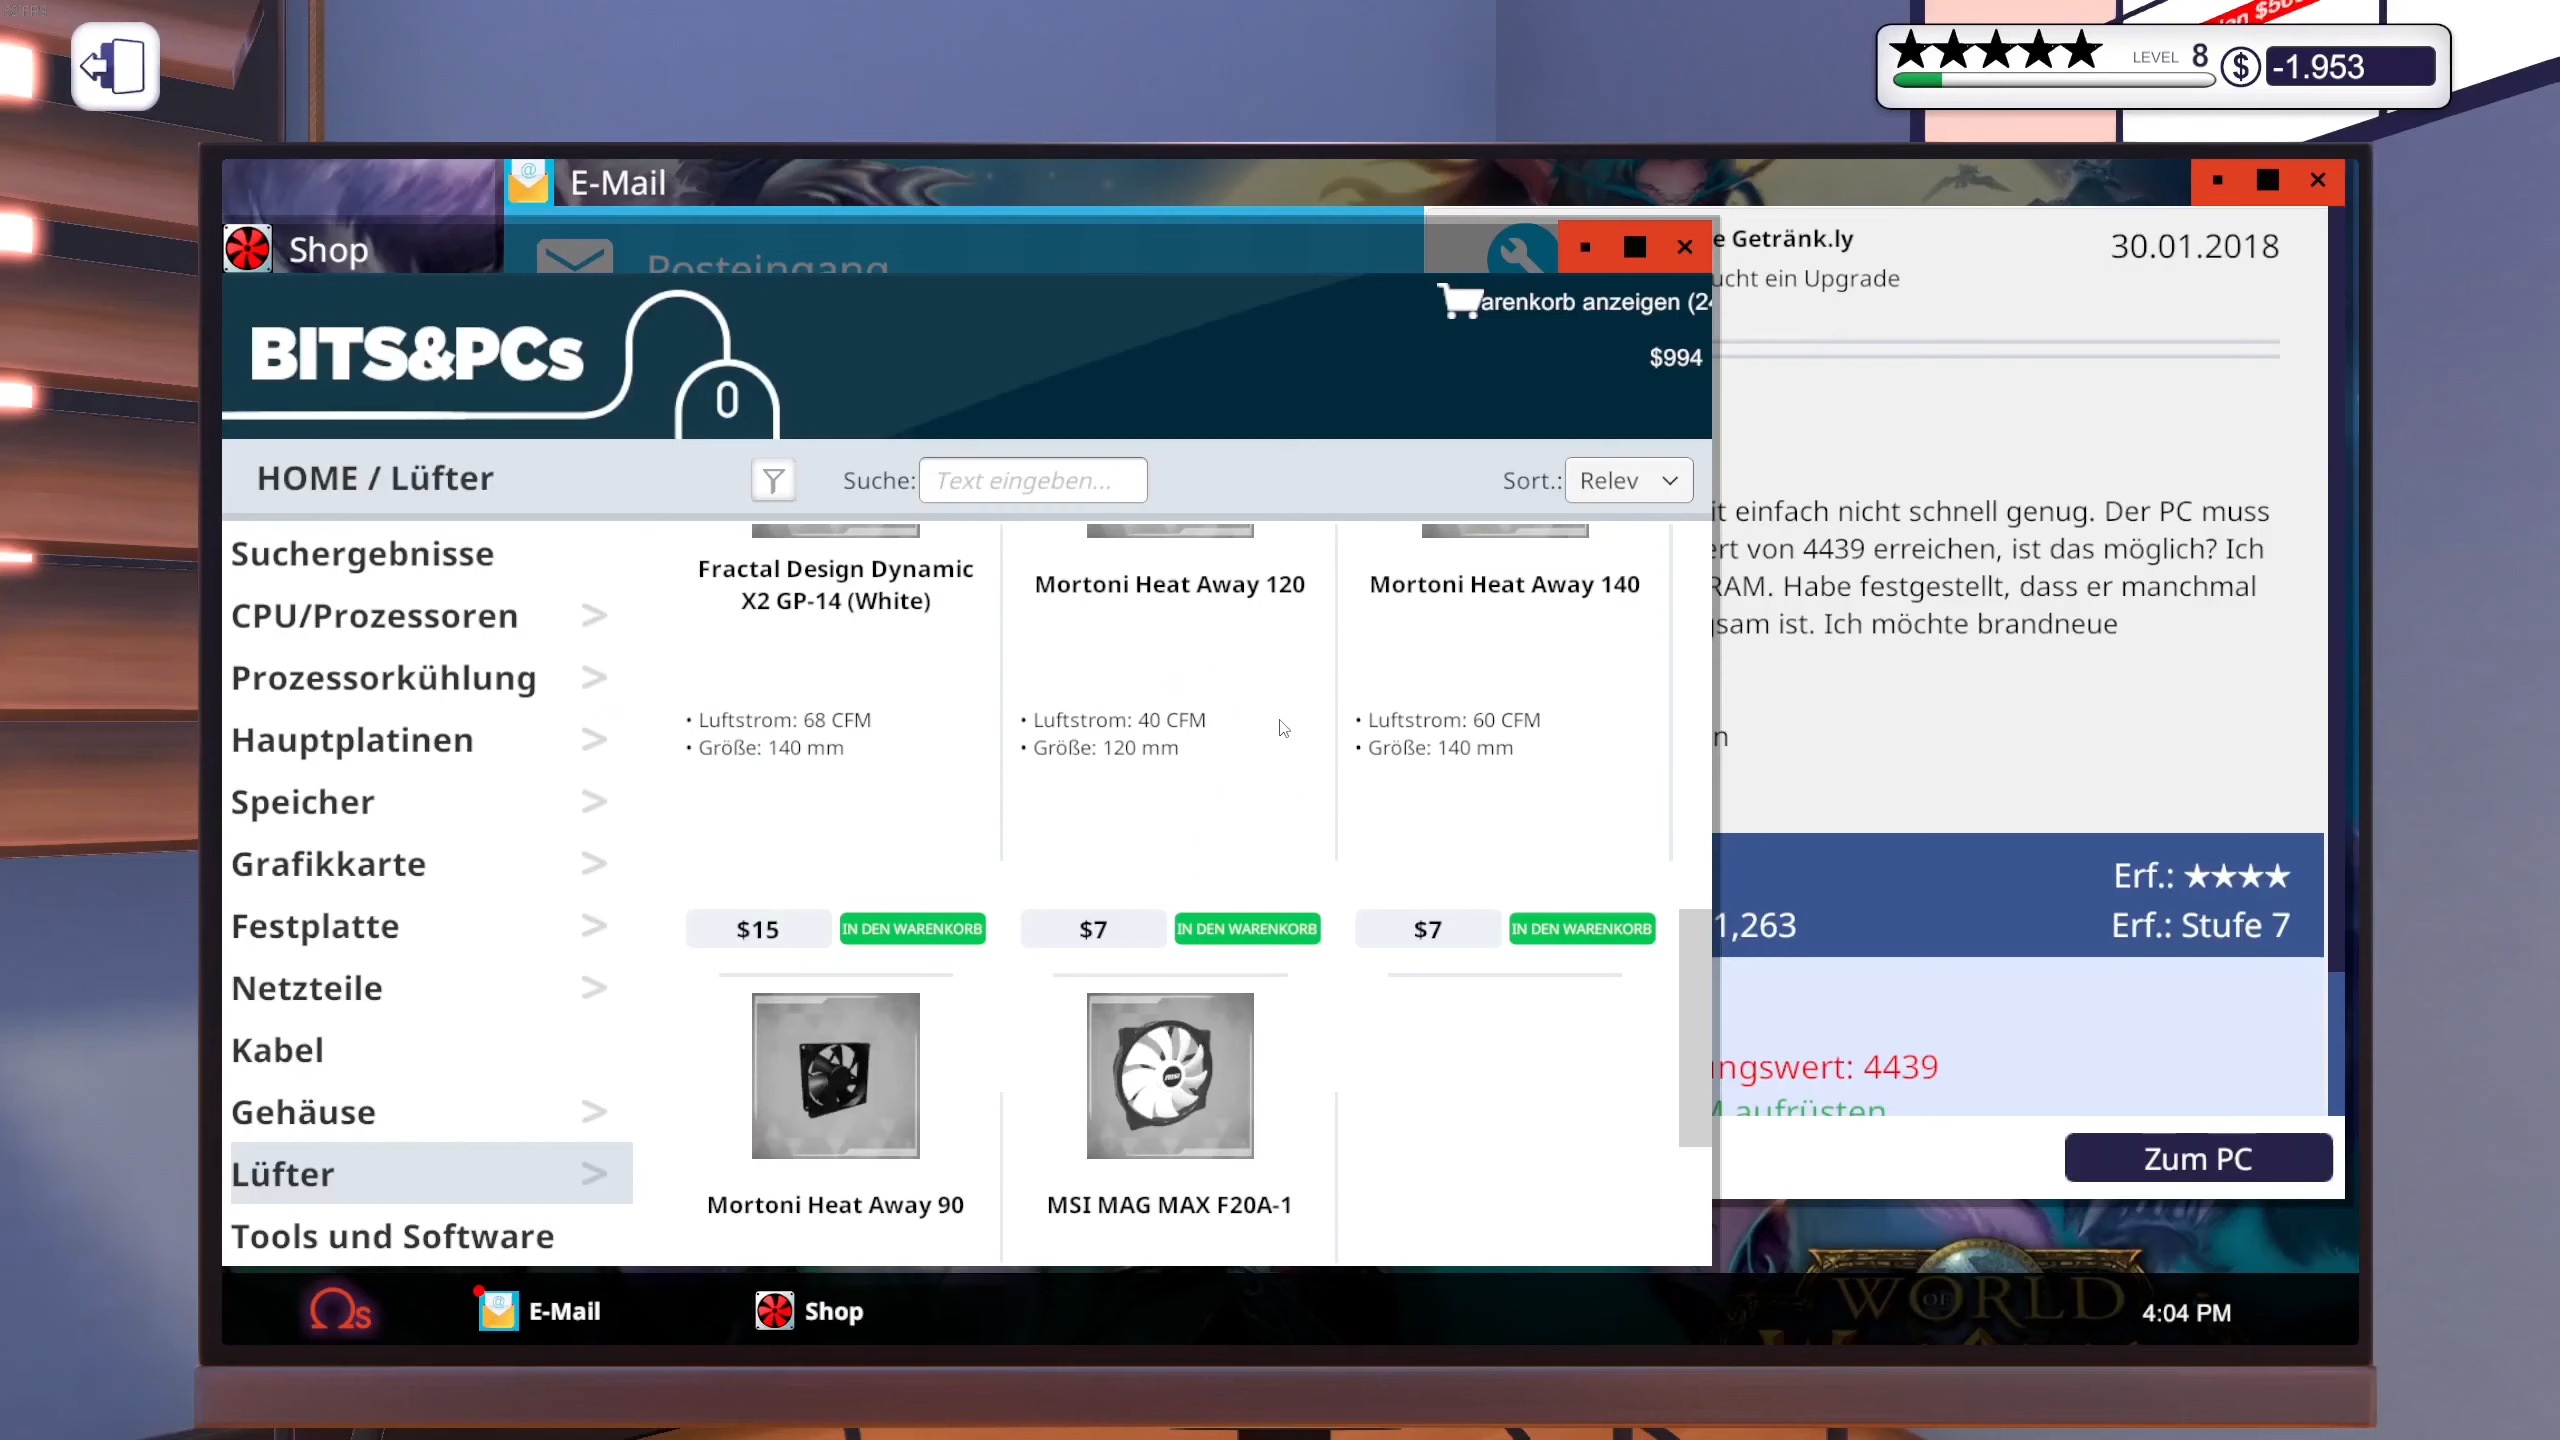 LEVEL 8 $ -1.953
E-Mail
Shop
Posteingang
e Getränk.ly
30.01.2018
ucht ein Upgrade
arenkorb anzeigen (24
$994
BITS&PCs
HOME / Lüfter
Suche: Text eingeben...
Sort.: Relev
Suchergebnisse
CPU/Prozessoren >
Prozessorkühlung >
Hauptplatinen >
Speicher >
Grafikkarte >
Festplatte >
Netzteile >
Kabel
Gehäuse >
Lüfter >
Tools und Software
Fractal Design Dynamic
X2 GP-14 (White)
• Luftstrom: 68 CFM
• Größe: 140 mm
$15 IN DEN WARENKORB
Mortoni Heat Away 120
• Luftstrom: 40 CFM
• Größe: 120 mm
$7 IN DEN WARENKORB
Mortoni Heat Away 140
• Luftstrom: 60 CFM
• Größe: 140 mm
$7 IN DEN WARENKORB
Mortoni Heat Away 90
MSI MAG MAX F20A-1
it einfach nicht schnell genug. Der PC muss
ert von 4439 erreichen, ist das möglich? Ich
RAM. Habe festgestellt, dass er manchmal
gsam ist. Ich möchte brandneue
n
Erf.: ★★★★
1,263
Erf.: Stufe 7
ngswert: 4439
M aufrüsten
Zum PC
E-Mail
Shop
WORLD
OF
4:04 PM